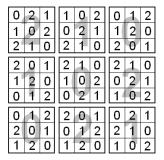 0 2 1 1 0 2 0 1 2
1 0 2 0 2 1 1 2 0
2 1 0 2 1 0 2 0 1
2 0 1 2 1 0 2 1 0
1 2 0 1 0 2 0 2 1
0 1 2 0 2 1 1 0 2
0 1 2 1 2 0 0 2 1
2 0 1 2 0 1 2 1 0
1 2 0 0 1 2 1 0 2